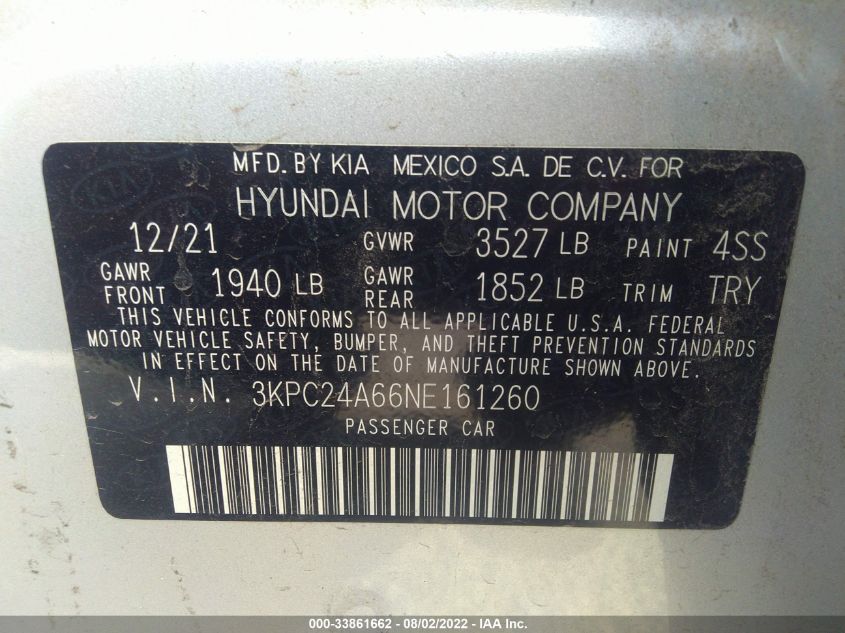 MFD. BY KIA MEXICO S.A. DE C.V. FOR
HYUNDAI MOTOR COMPANY
12/21 GVWR 3527 LB PAINT 4SS
GAWR FRONT 1940 LB GAWR REAR 1852 LB TRIM TRY
THIS VEHICLE CONFORMS TO ALL APPLICABLE U.S.A. FEDERAL
MOTOR VEHICLE SAFETY, BUMPER, AND THEFT PREVENTION STANDARDS
IN EFFECT ON THE DATE OF MANUFACTURE SHOWN ABOVE.
V.I.N. 3KPC24A66NE161260
PASSENGER CAR
000-33861662 - 08/02/2022 - IAA Inc.